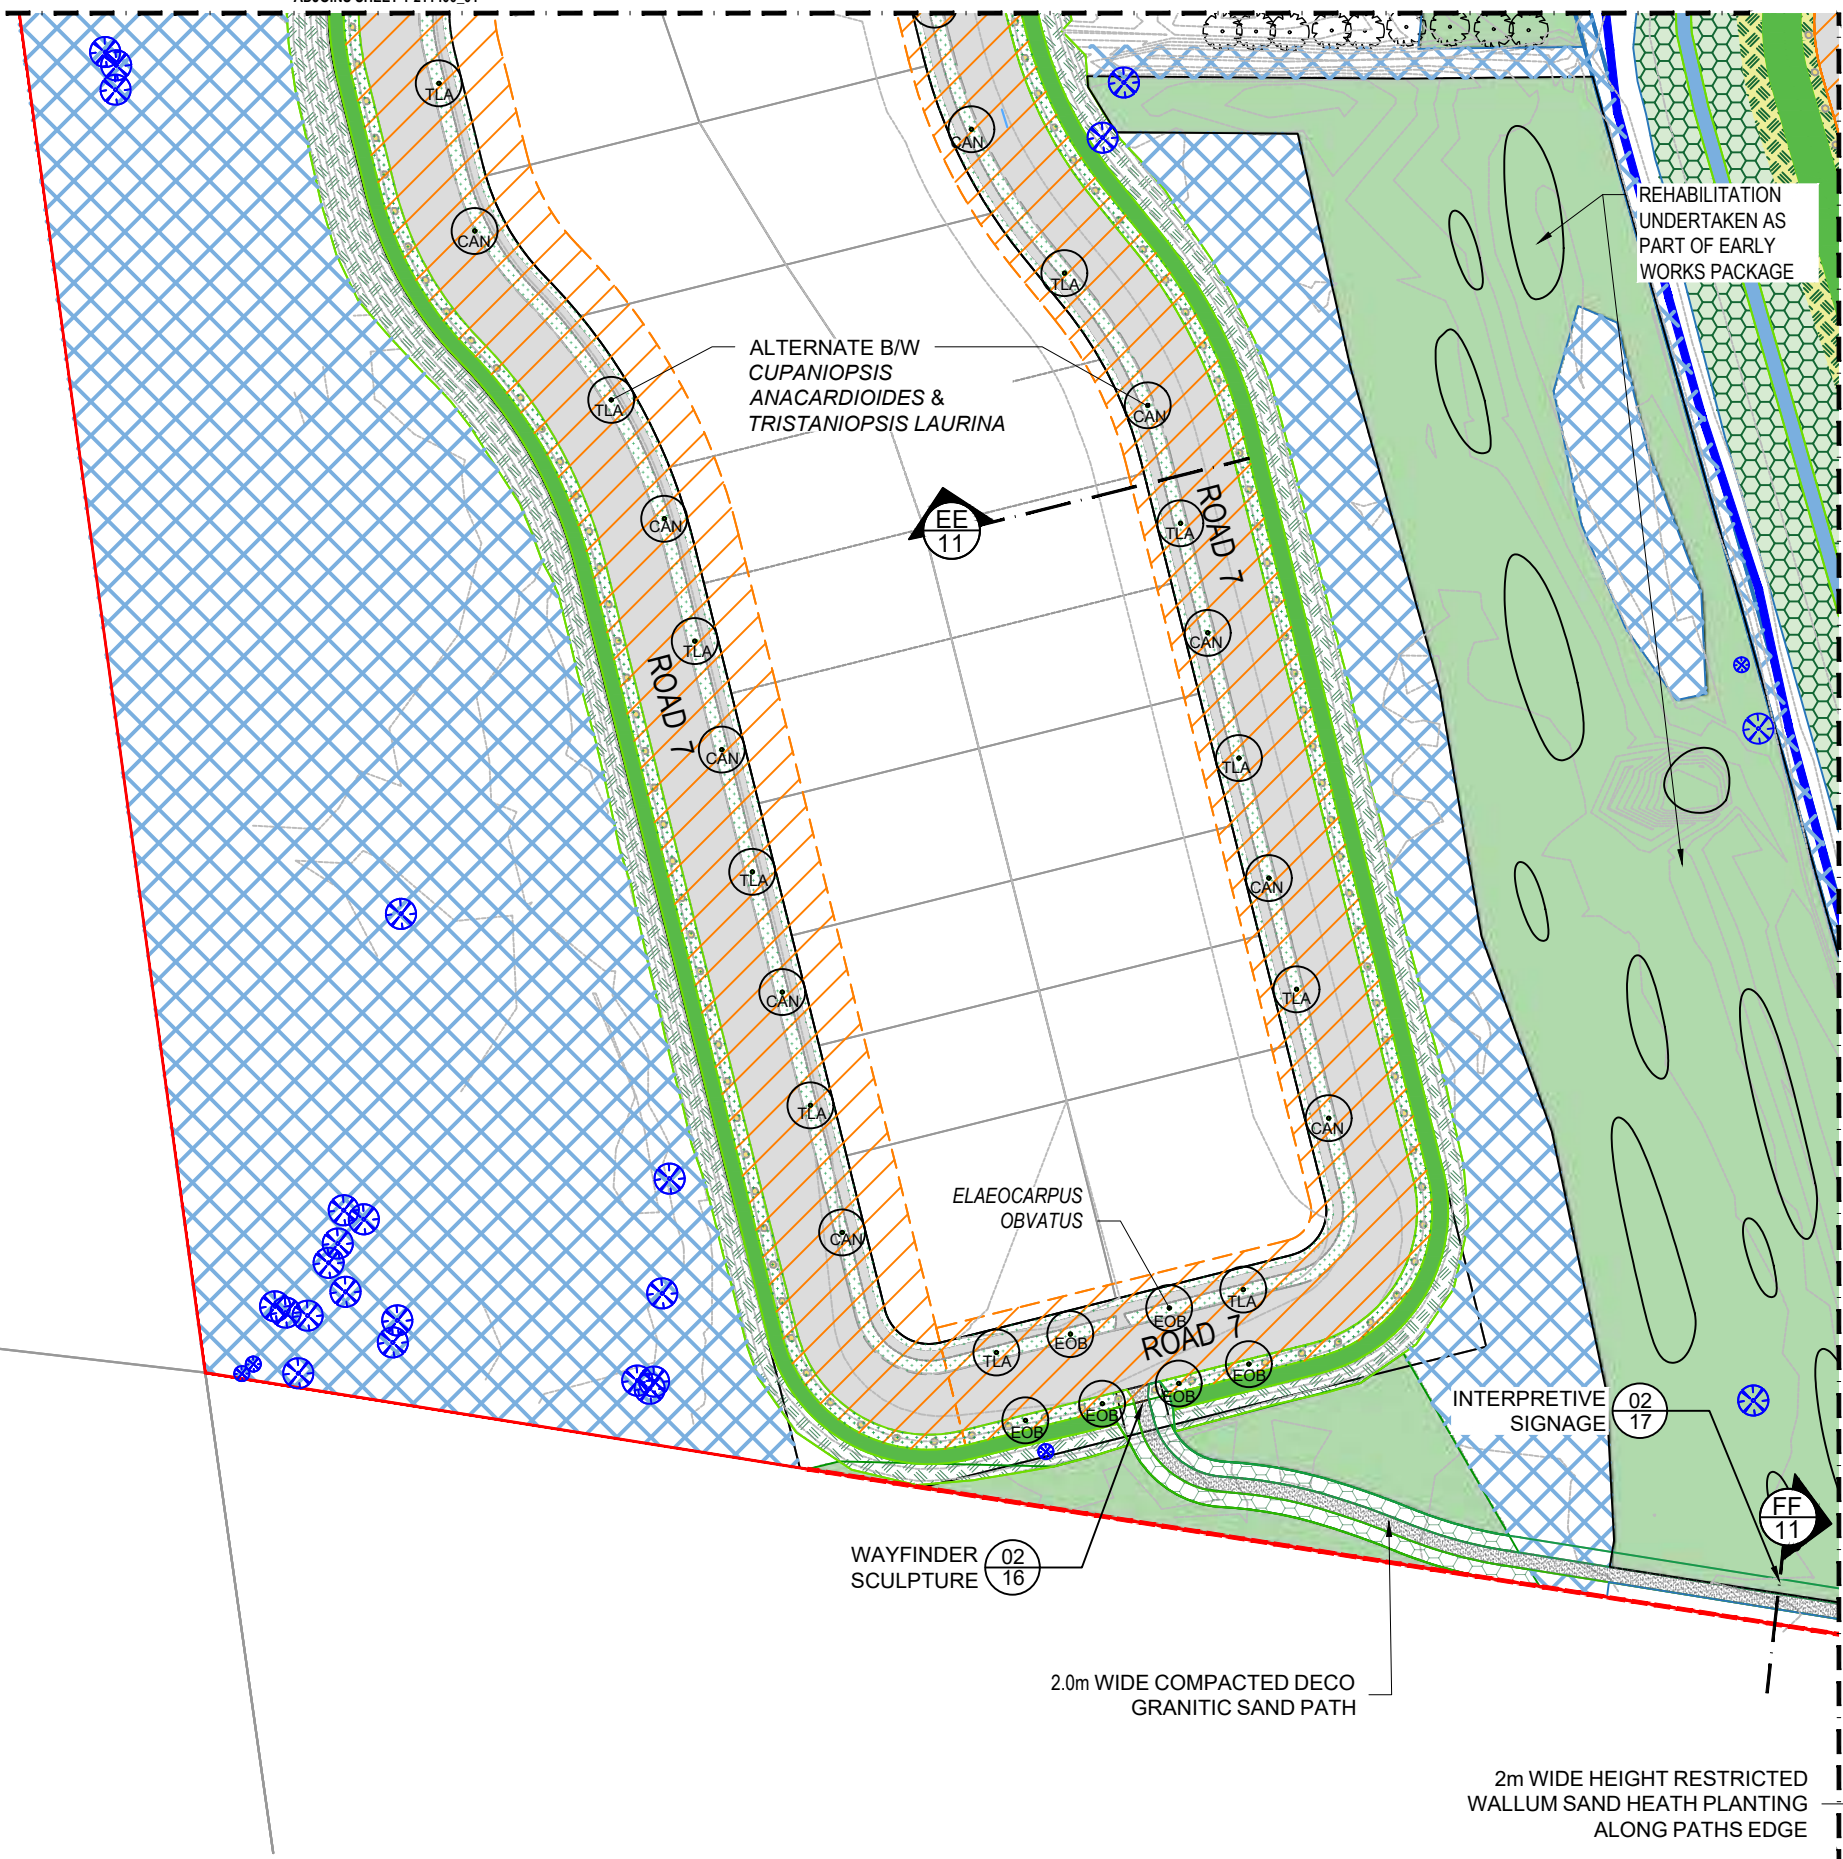 TLA
CAN
CAN
TLA
REHABILITATION
UNDERTAKEN AS
PART OF EARLY
WORKS PACKAGE
ALTERNATE B/W
CUPANIOPSIS
ANACARDIOIDES &
TRISTANIOPSIS LAURINA
TLA
CAN
CAN
EE
11
TLA
ROAD 7
CAN
TLA
ROAD 7
CAN
TLA
TLA
CAN
CAN
TLA
TLA
CAN
CAN
ELAEOCARPUS
OBVATUS
TLA
EOB
EOB
TLA
ROAD 7
EOB
EOB
EOB
EOB
INTERPRETIVE
SIGNAGE
02
17
FF
11
WAYFINDER
SCULPTURE
02
16
2.0m WIDE COMPACTED DECO
GRANITIC SAND PATH
2m WIDE HEIGHT RESTRICTED
WALLUM SAND HEATH PLANTING
ALONG PATHS EDGE